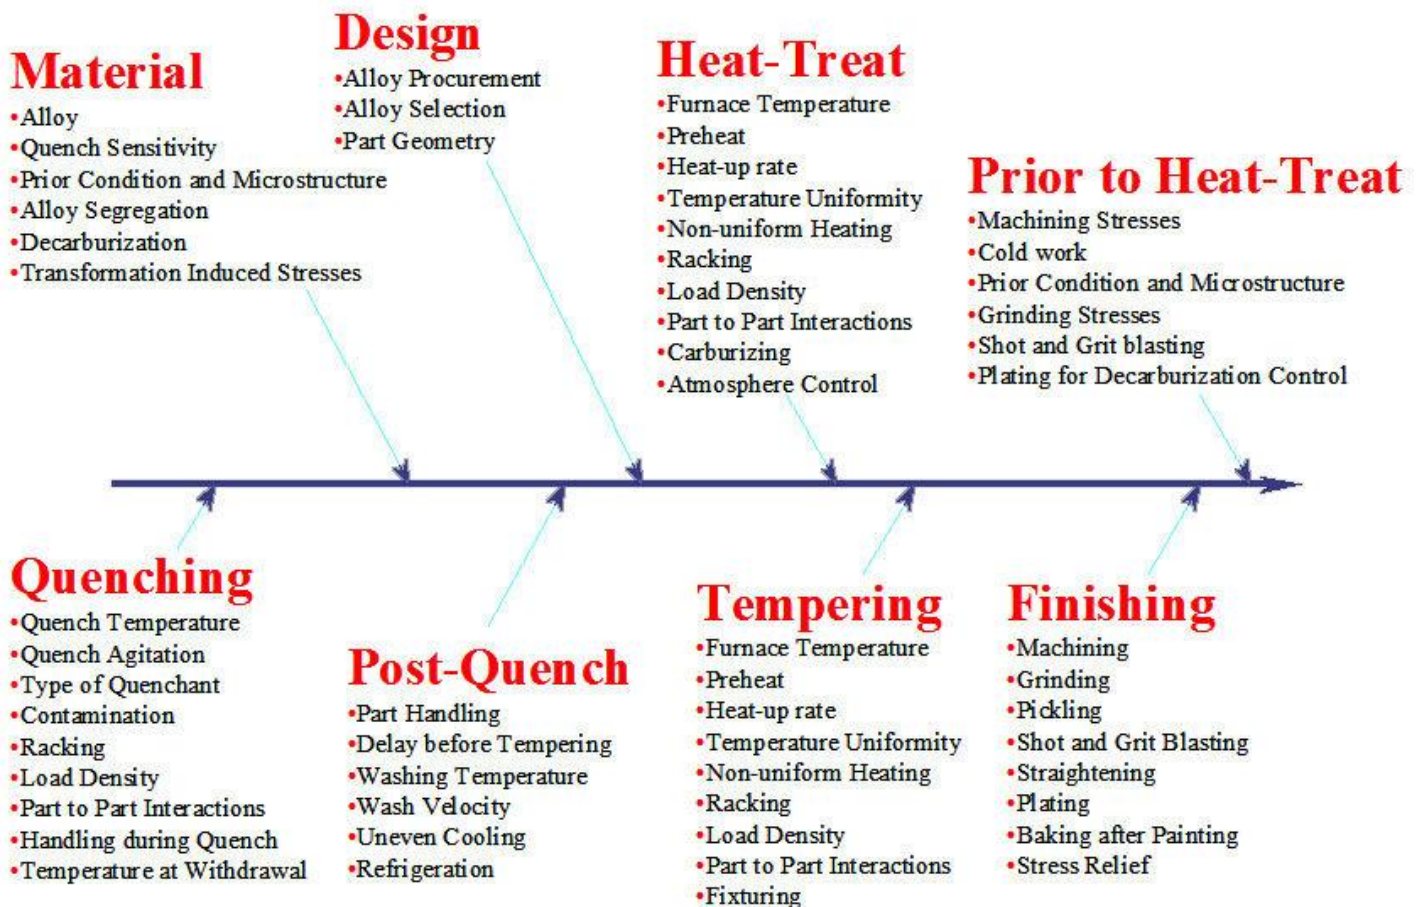 Material
•Alloy
•Quench Sensitivity
•Prior Condition and Microstructure
•Alloy Segregation
•Decarburization
•Transformation Induced Stresses
Design
•Alloy Procurement
•Alloy Selection
•Part Geometry
Heat-Treat
•Furnace Temperature
•Preheat
•Heat-up rate
•Temperature Uniformity
•Non-uniform Heating
•Racking
•Load Density
•Part to Part Interactions
•Carburizing
•Atmosphere Control
Prior to Heat-Treat
•Machining Stresses
•Cold work
•Prior Condition and Microstructure
•Grinding Stresses
•Shot and Grit blasting
•Plating for Decarburization Control
Quenching
•Quench Temperature
•Quench Agitation
•Type of Quenchant
•Contamination
•Racking
•Load Density
•Part to Part Interactions
•Handling during Quench
•Temperature at Withdrawal
Post-Quench
•Part Handling
•Delay before Tempering
•Washing Temperature
•Wash Velocity
•Uneven Cooling
•Refrigeration
Tempering
•Furnace Temperature
•Preheat
•Heat-up rate
•Temperature Uniformity
•Non-uniform Heating
•Racking
•Load Density
•Part to Part Interactions
•Fixturing
Finishing
•Machining
•Grinding
•Pickling
•Shot and Grit Blasting
•Straightening
•Plating
•Baking after Painting
•Stress Relief